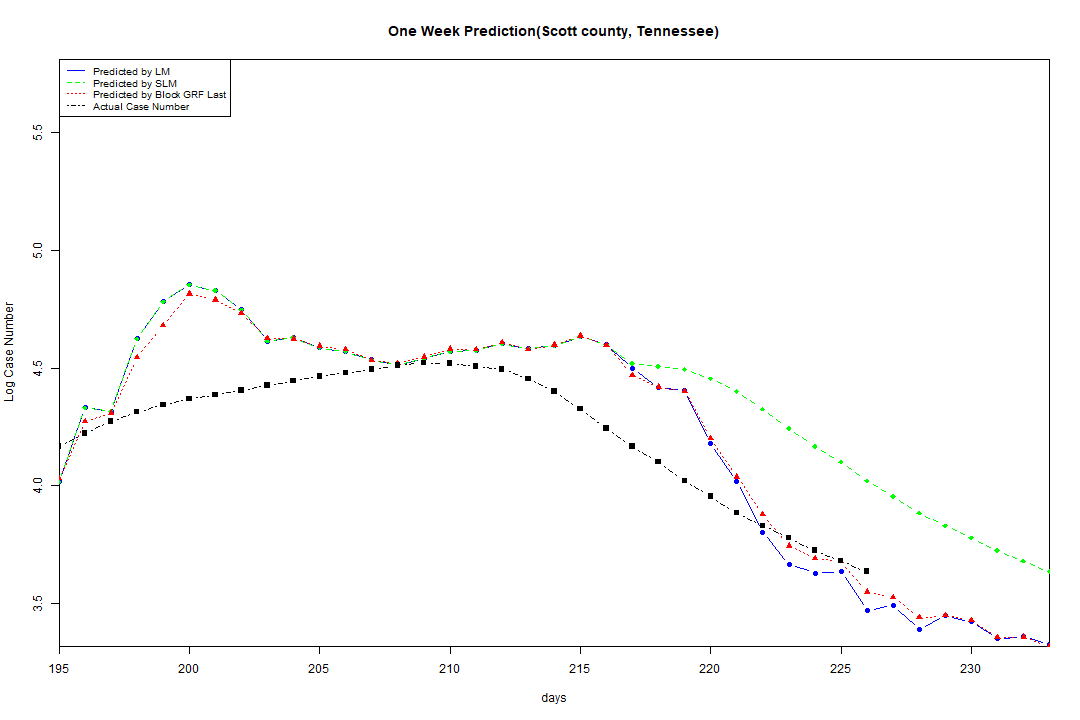 One Week Prediction(Scott county, Tennessee)
Predicted by LM
Predicted by SLM
Predicted by Block GRF Last
Actual Case Number
5.5
5.0
4.5
4.0
3.5
Log Case Number
195 200 205 210 215 220 225 230
days